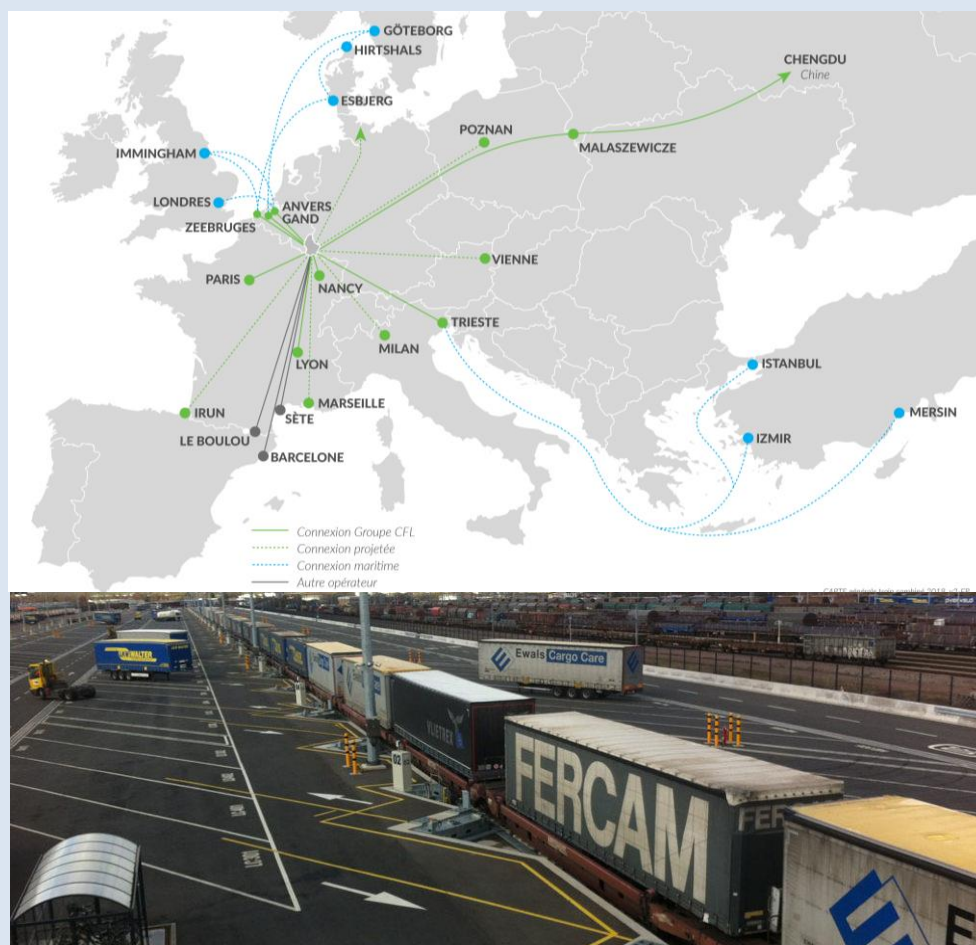 GÖTEBORG
HIRTSHALS
CHENGDU
Chine
ESBJERG
POZNAN
MALASZEWICZE
IMMINGHAM
LONDRES
ANVERS
GAND
ZEEBRUGES
VIENNE
PARIS
NANCY
TRIESTE
MILAN
LYON
ISTANBUL
MARSEILLE
IRUN
SÈTE
MERSIN
LE BOULOU
IZMIR
BARCELONE
Connexion Groupe CFL
Connexion projetée
Connexion maritime
Autre opérateur
WALTER
Ewals Cargo Care
VLIETREX
02
FERCAM
FER
E